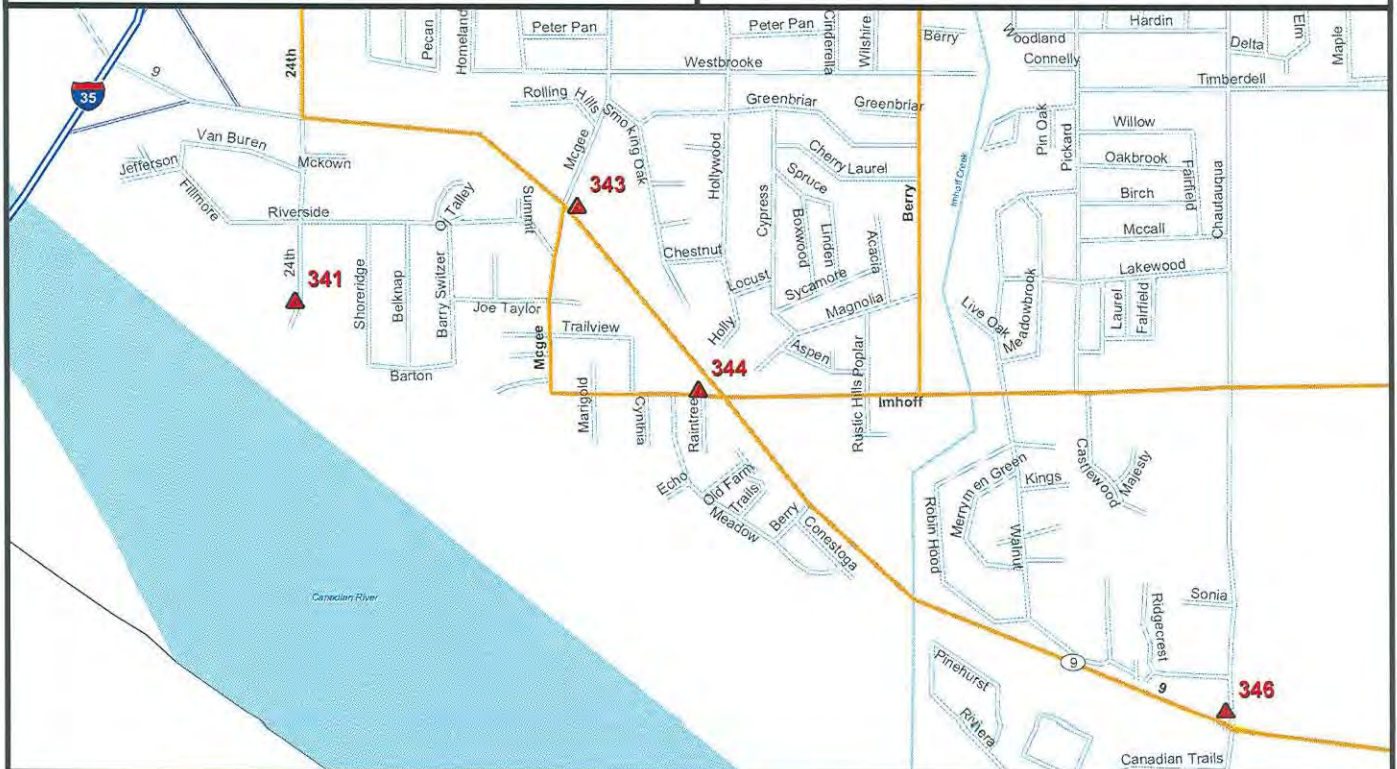 Peter Pan
Peter Pan
Cinderella
Wilshire
Pecan
Homeland
Berry
Woodland
Hardin
Elm
Maple
Delta
Connelly
24th
9
35
Westbrooke
Timberdell
Rolling Hills
Smoking Oak
Greenbriar
Greenbriar
Mcgee
Hollywood
Pin Oak
Pickard
Willow
Van Buren
Mckown
Jefferson
Fillmore
Cherry Laurel
Spruce
Oakbrook
Fairfield
Birch
Imhoff Creek
Chautauqua
343
Talley
Summit
Cypress
Boxwood
Linden
Acacia
Berry
Riverside
Mccall
24th
341
Chestnut
Locust
Sycamore
Magnolia
Lakewood
Shoreridge
Belknap
Barry Switzer
Joe Taylor
Holly
Live Oak
Meadowbrook
Laurel
Fairfield
Trailview
Mcgee
Aspen
Poplar
Rustic Hills
Barton
344
Marigold
Cynthia
Raintree
Imhoff
Echo
Old Farm
Trails
Meadow
Berry
Conestoga
Robin Hood
Merrymen Green
Kings
Castlewood
Majesty
Walnut
Canadian River
Ridgecrest
Sonia
9
9
346
Pinehurst
Riviera
Canadian Trails